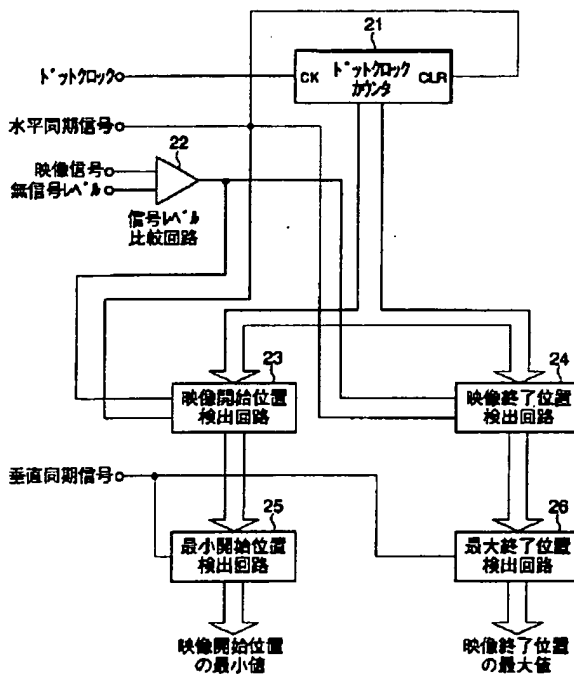 21
ドットクロック
CK
ドットクロック
カウンタ
CLR
水平同期信号
22
映像信号
無信号レベル
信号レベル
比較回路
23
映像開始位置
検出回路
24
映像終了位置
検出回路
垂直同期信号
25
最小開始位置
検出回路
26
最大終了位置
検出回路
映像開始位置
の最小値
映像終了位置
の最大値